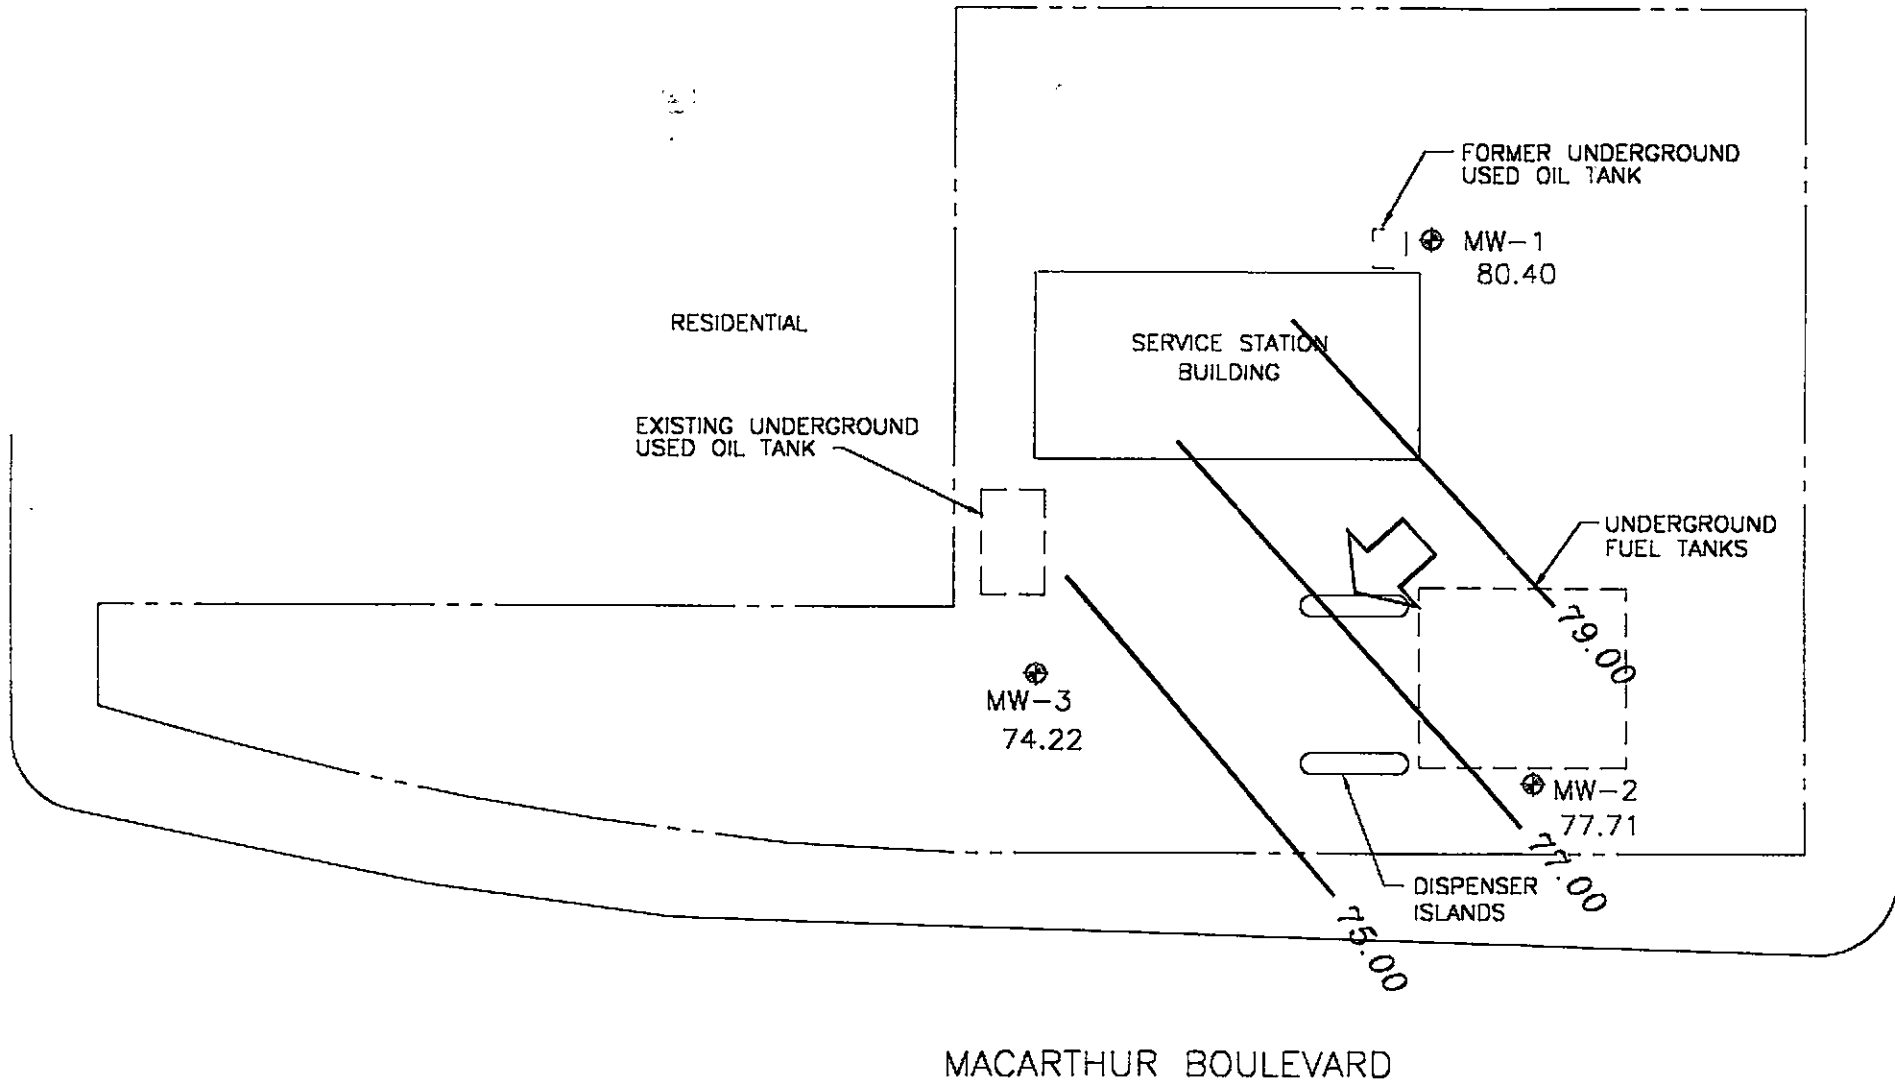 FORMER UNDERGROUND
USED OIL TANK
MW-1
80.40
RESIDENTIAL
SERVICE STATION
BUILDING
EXISTING UNDERGROUND
USED OIL TANK
UNDERGROUND
FUEL TANKS
79.00
MW-3
74.22
MW-2
77.71
77.00
DISPENSER
ISLANDS
75.00
MACARTHUR BOULEVARD